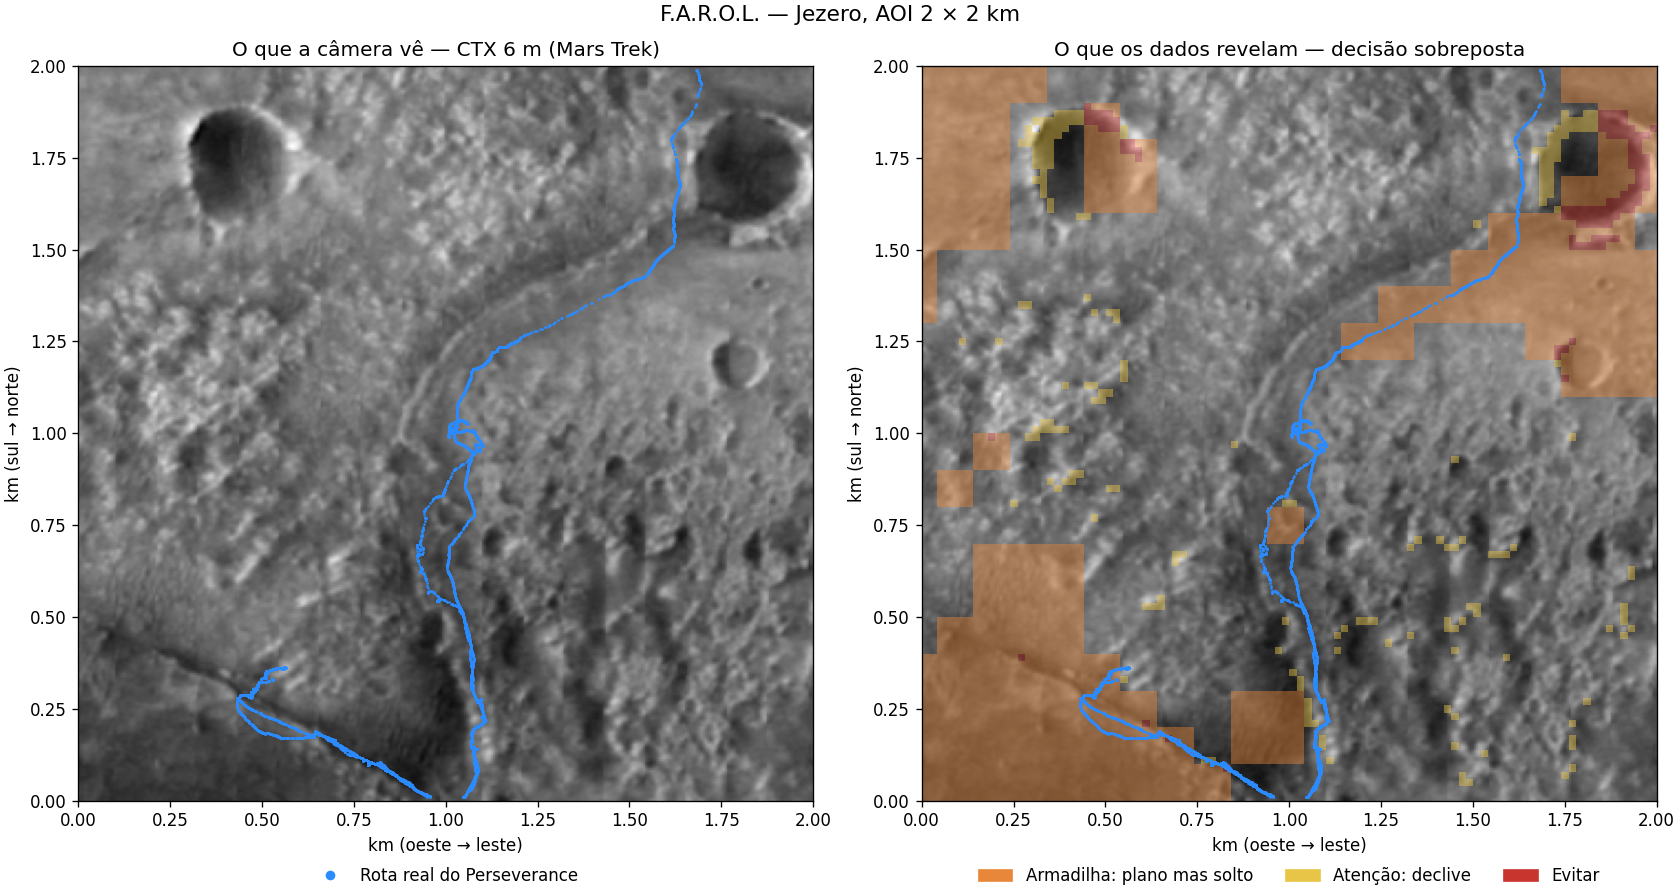 F.A.R.O.L. — Jezero, AOI 2 × 2 km
O que a câmera vê — CTX 6 m (Mars Trek)
2.00
1.75
1.50
1.25
1.00
0.75
0.50
0.25
0.00
km (sul → norte)
0.00 0.25 0.50 0.75 1.00 1.25 1.50 1.75 2.00
km (oeste → leste)
Rota real do Perseverance
O que os dados revelam — decisão sobreposta
2.00
1.75
1.50
1.25
1.00
0.75
0.50
0.25
0.00
km (sul → norte)
0.00 0.25 0.50 0.75 1.00 1.25 1.50 1.75 2.00
km (oeste → leste)
Armadilha: plano mas solto Atenção: declive Evitar